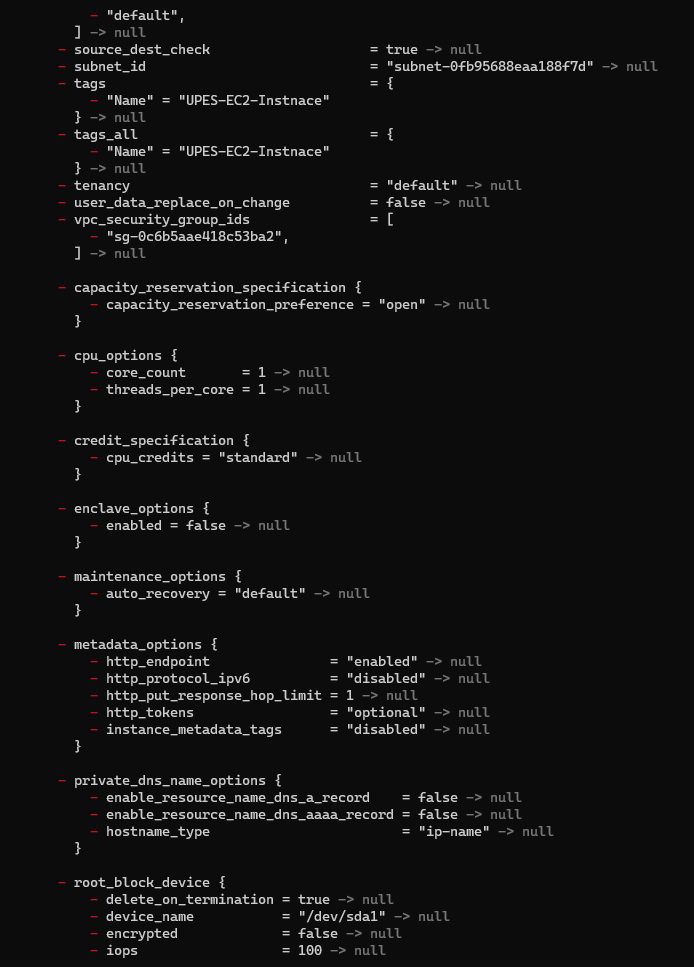 - "default",
] -> null
- source_dest_check = true -> null
- subnet_id = "subnet-0fb95688eaa188f7d" -> null
- tags = {
- "Name" = "UPES-EC2-Instnace"
} -> null
- tags_all = {
- "Name" = "UPES-EC2-Instnace"
} -> null
- tenancy = "default" -> null
- user_data_replace_on_change = false -> null
- vpc_security_group_ids = [
- "sg-0c6b5aae418c53ba2",
] -> null
- capacity_reservation_specification {
- capacity_reservation_preference = "open" -> null
}
- cpu_options {
- core_count = 1 -> null
- threads_per_core = 1 -> null
}
- credit_specification {
- cpu_credits = "standard" -> null
}
- enclave_options {
- enabled = false -> null
}
- maintenance_options {
- auto_recovery = "default" -> null
}
- metadata_options {
- http_endpoint = "enabled" -> null
- http_protocol_ipv6 = "disabled" -> null
- http_put_response_hop_limit = 1 -> null
- http_tokens = "optional" -> null
- instance_metadata_tags = "disabled" -> null
}
- private_dns_name_options {
- enable_resource_name_dns_a_record = false -> null
- enable_resource_name_dns_aaaa_record = false -> null
- hostname_type = "ip-name" -> null
}
- root_block_device {
- delete_on_termination = true -> null
- device_name = "/dev/sda1" -> null
- encrypted = false -> null
- iops = 100 -> null